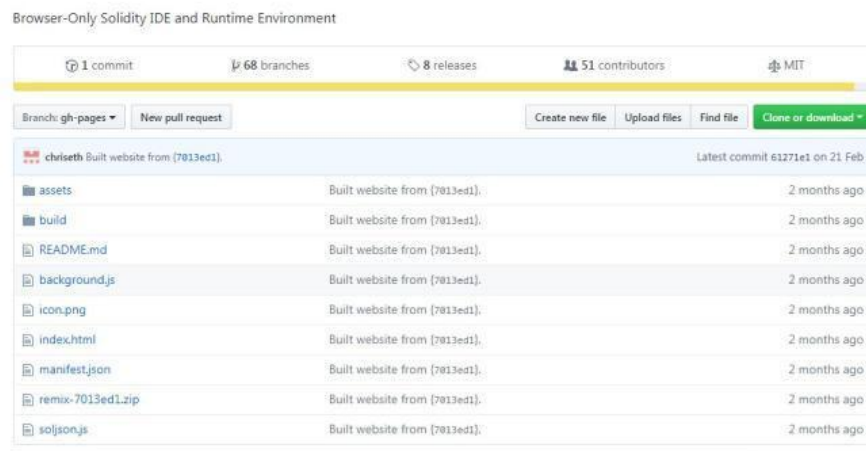 Browser-Only Solidity IDE and Runtime Environment
1 commit 68 branches 8 releases 51 contributors MIT
Branch: gh-pages New pull request Create new file Upload files Find file Clone or download
chriseth Built website from {7013ed1}. Latest commit 61271e1 on 21 Feb
assets Built website from {7013ed1}. 2 months ago
build Built website from {7013ed1}. 2 months ago
README.md Built website from {7013ed1}. 2 months ago
background.js Built website from {7013ed1}. 2 months ago
icon.png Built website from {7013ed1}. 2 months ago
index.html Built website from {7013ed1}. 2 months ago
manifest.json Built website from {7013ed1}. 2 months ago
remix-7013ed1.zip Built website from {7013ed1}. 2 months ago
soljson.js Built website from {7013ed1}. 2 months ago